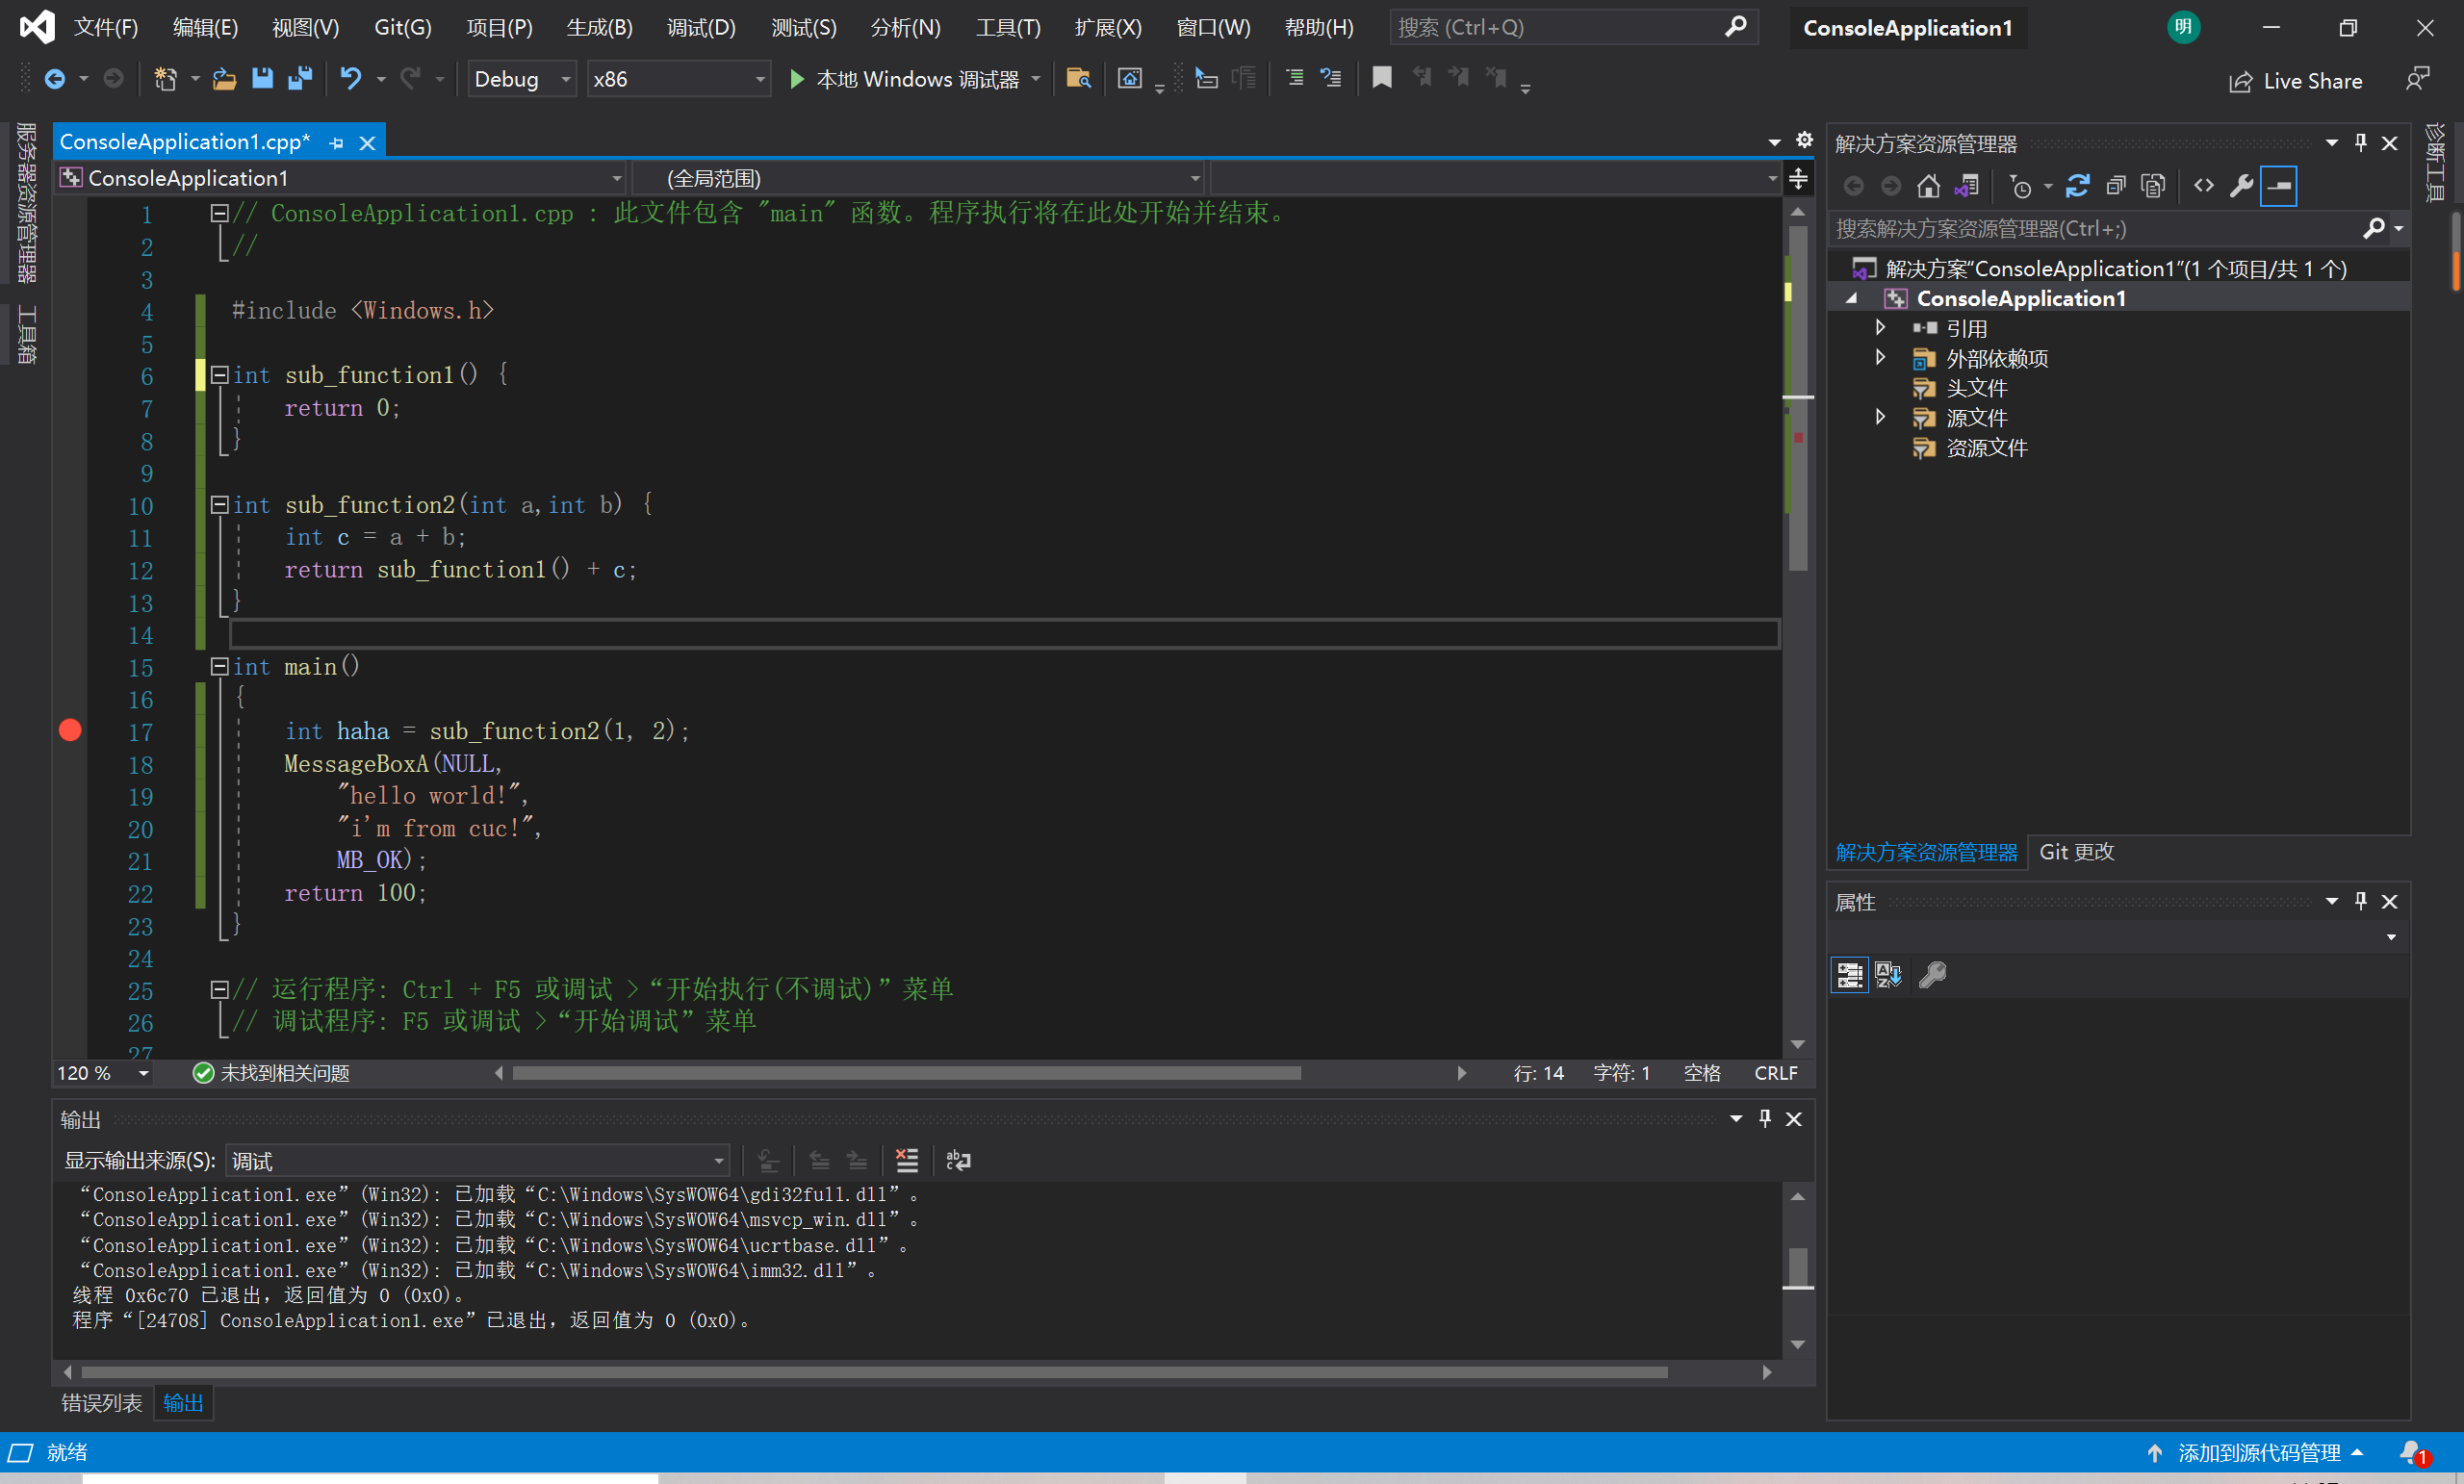 文件(F) 编辑(E) 视图(V) Git(G) 项目(P) 生成(B) 调试(D) 测试(S) 分析(N) 工具(T) 扩展(X) 窗口(W) 帮助(H) 搜索 (Ctrl+Q) ConsoleApplication1 明
Debug x86 本地 Windows 调试器 Live Share
服务器资源管理器
工具箱
ConsoleApplication1.cpp*
ConsoleApplication1 (全局范围)
1 // ConsoleApplication1.cpp : 此文件包含 "main" 函数。程序执行将在此处开始并结束。
2 //
3
4 #include <Windows.h>
5
6 int sub_function1() {
7 return 0;
8 }
9
10 int sub_function2(int a,int b) {
11 int c = a + b;
12 return sub_function1() + c;
13 }
14
15 int main()
16 {
17 int haha = sub_function2(1, 2);
18 MessageBoxA(NULL,
19 "hello world!",
20 "i'm from cuc!",
21 MB_OK);
22 return 100;
23 }
24
25 // 运行程序: Ctrl + F5 或调试 >“开始执行(不调试)”菜单
26 // 调试程序: F5 或调试 >“开始调试”菜单
27
120 % 未找到相关问题 行: 14 字符: 1 空格 CRLF
输出
显示输出来源(S): 调试
“ConsoleApplication1.exe”(Win32): 已加载“C:\Windows\SysWOW64\gdi32full.dll”。
“ConsoleApplication1.exe”(Win32): 已加载“C:\Windows\SysWOW64\msvcp_win.dll”。
“ConsoleApplication1.exe”(Win32): 已加载“C:\Windows\SysWOW64\ucrtbase.dll”。
“ConsoleApplication1.exe”(Win32): 已加载“C:\Windows\SysWOW64\imm32.dll”。
线程 0x6c70 已退出，返回值为 0 (0x0)。
程序“[24708] ConsoleApplication1.exe”已退出，返回值为 0 (0x0)。
错误列表 输出
解决方案资源管理器
搜索解决方案资源管理器(Ctrl+;)
解决方案“ConsoleApplication1”(1 个项目/共 1 个)
ConsoleApplication1
引用
外部依赖项
头文件
源文件
资源文件
解决方案资源管理器 Git 更改
属性
诊断工具
就绪 添加到源代码管理 1